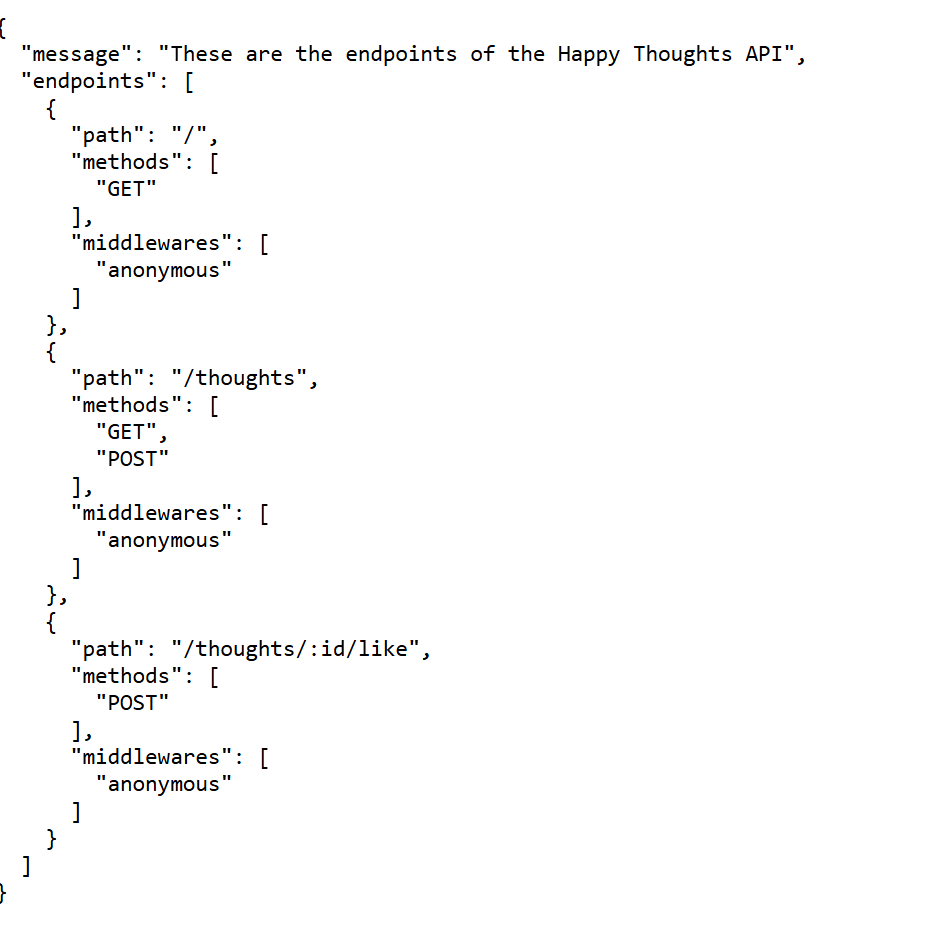 {
  "message": "These are the endpoints of the Happy Thoughts API",
  "endpoints": [
    {
      "path": "/",
      "methods": [
        "GET"
      ],
      "middlewares": [
        "anonymous"
      ]
    },
    {
      "path": "/thoughts",
      "methods": [
        "GET",
        "POST"
      ],
      "middlewares": [
        "anonymous"
      ]
    },
    {
      "path": "/thoughts/:id/like",
      "methods": [
        "POST"
      ],
      "middlewares": [
        "anonymous"
      ]
    }
  ]
}